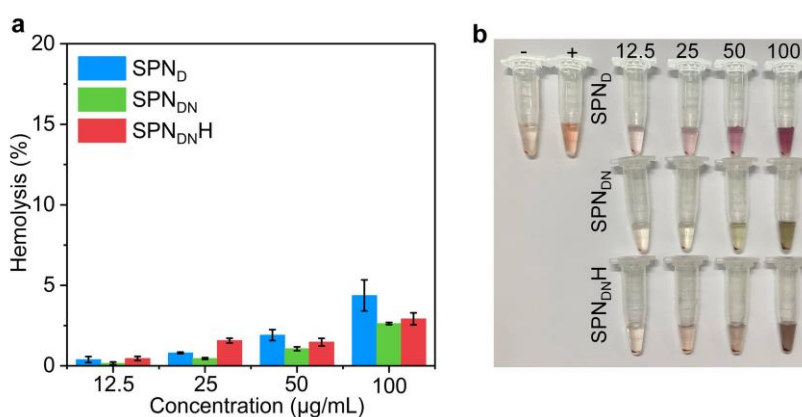 a
20
15
10
5
0
Hemolysis (%)
SPN_D
SPN_DN
SPN_DNH
12.5 25 50 100
Concentration (μg/mL)
b
- + 12.5 25 50 100
SPN_D
SPN_DN
SPN_DNH